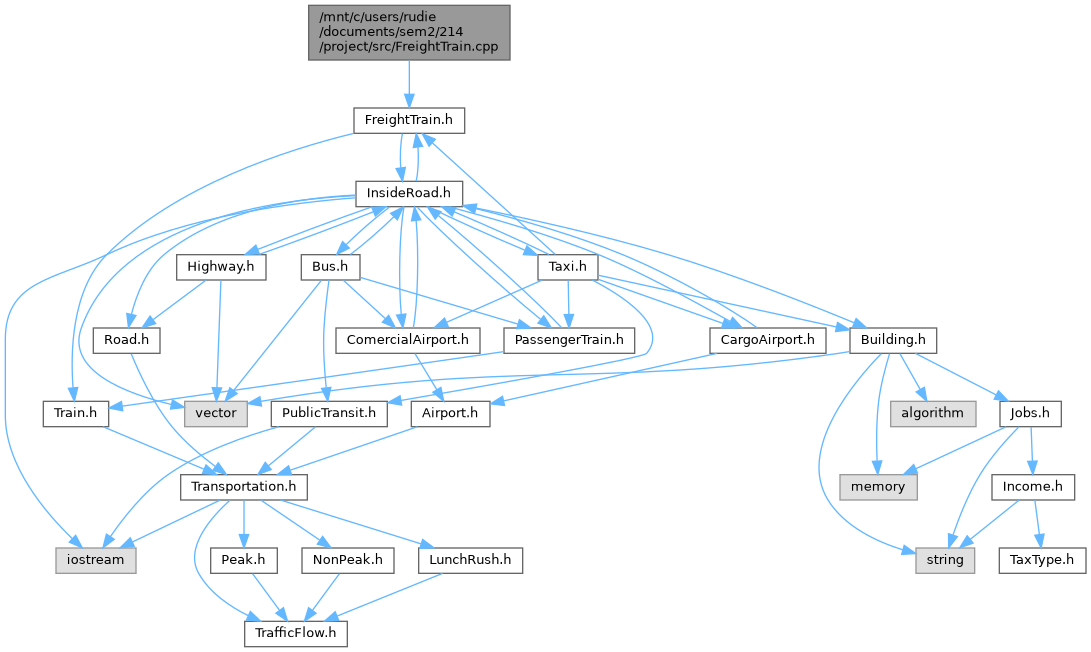 /mnt/c/users/rudie
/documents/sem2/214
/project/src/FreightTrain.cpp
FreightTrain.h
InsideRoad.h
Highway.h
Bus.h
Taxi.h
Road.h
ComercialAirport.h
PassengerTrain.h
CargoAirport.h
Building.h
Train.h
vector
PublicTransit.h
Airport.h
algorithm
Jobs.h
Transportation.h
memory
Income.h
iostream
Peak.h
NonPeak.h
LunchRush.h
string
TaxType.h
TrafficFlow.h